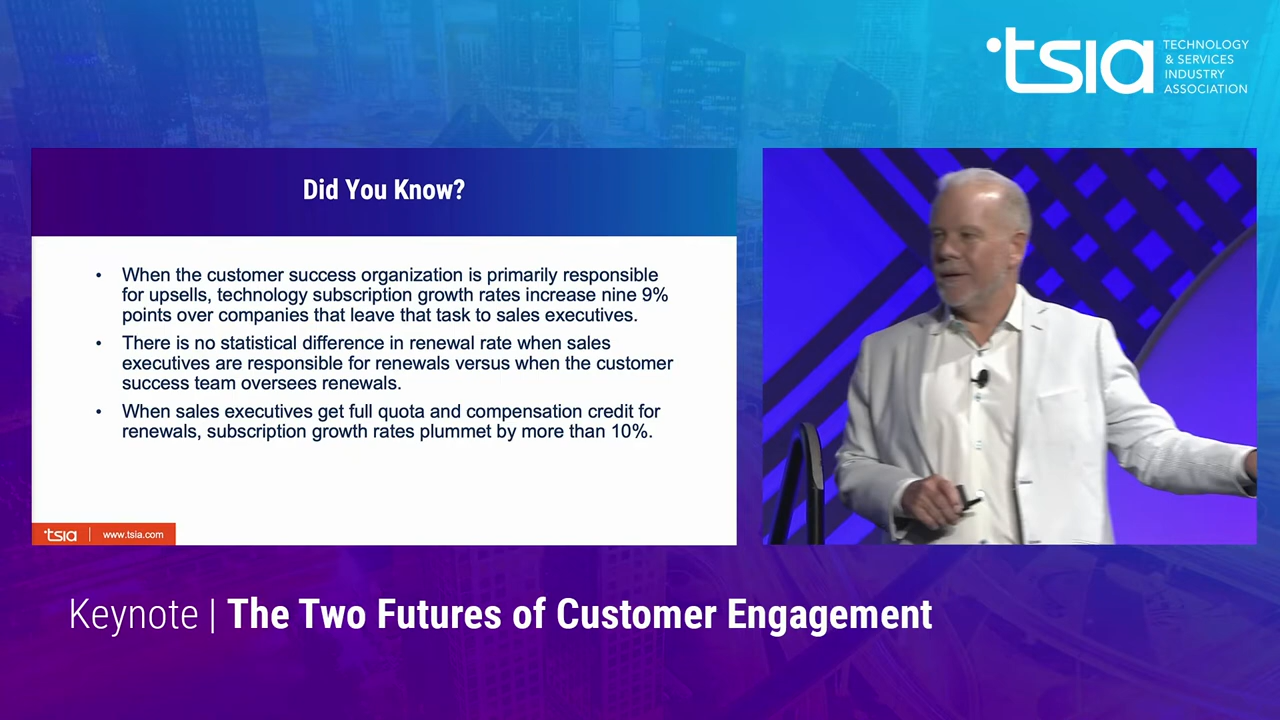 tsia
TECHNOLOGY
& SERVICES
INDUSTRY
ASSOCIATION
Did You Know?
• When the customer success organization is primarily responsible
for upsells, technology subscription growth rates increase nine 9%
points over companies that leave that task to sales executives.
• There is no statistical difference in renewal rate when sales
executives are responsible for renewals versus when the customer
success team oversees renewals.
• When sales executives get full quota and compensation credit for
renewals, subscription growth rates plummet by more than 10%.
tsia | www.tsia.com
Keynote | The Two Futures of Customer Engagement